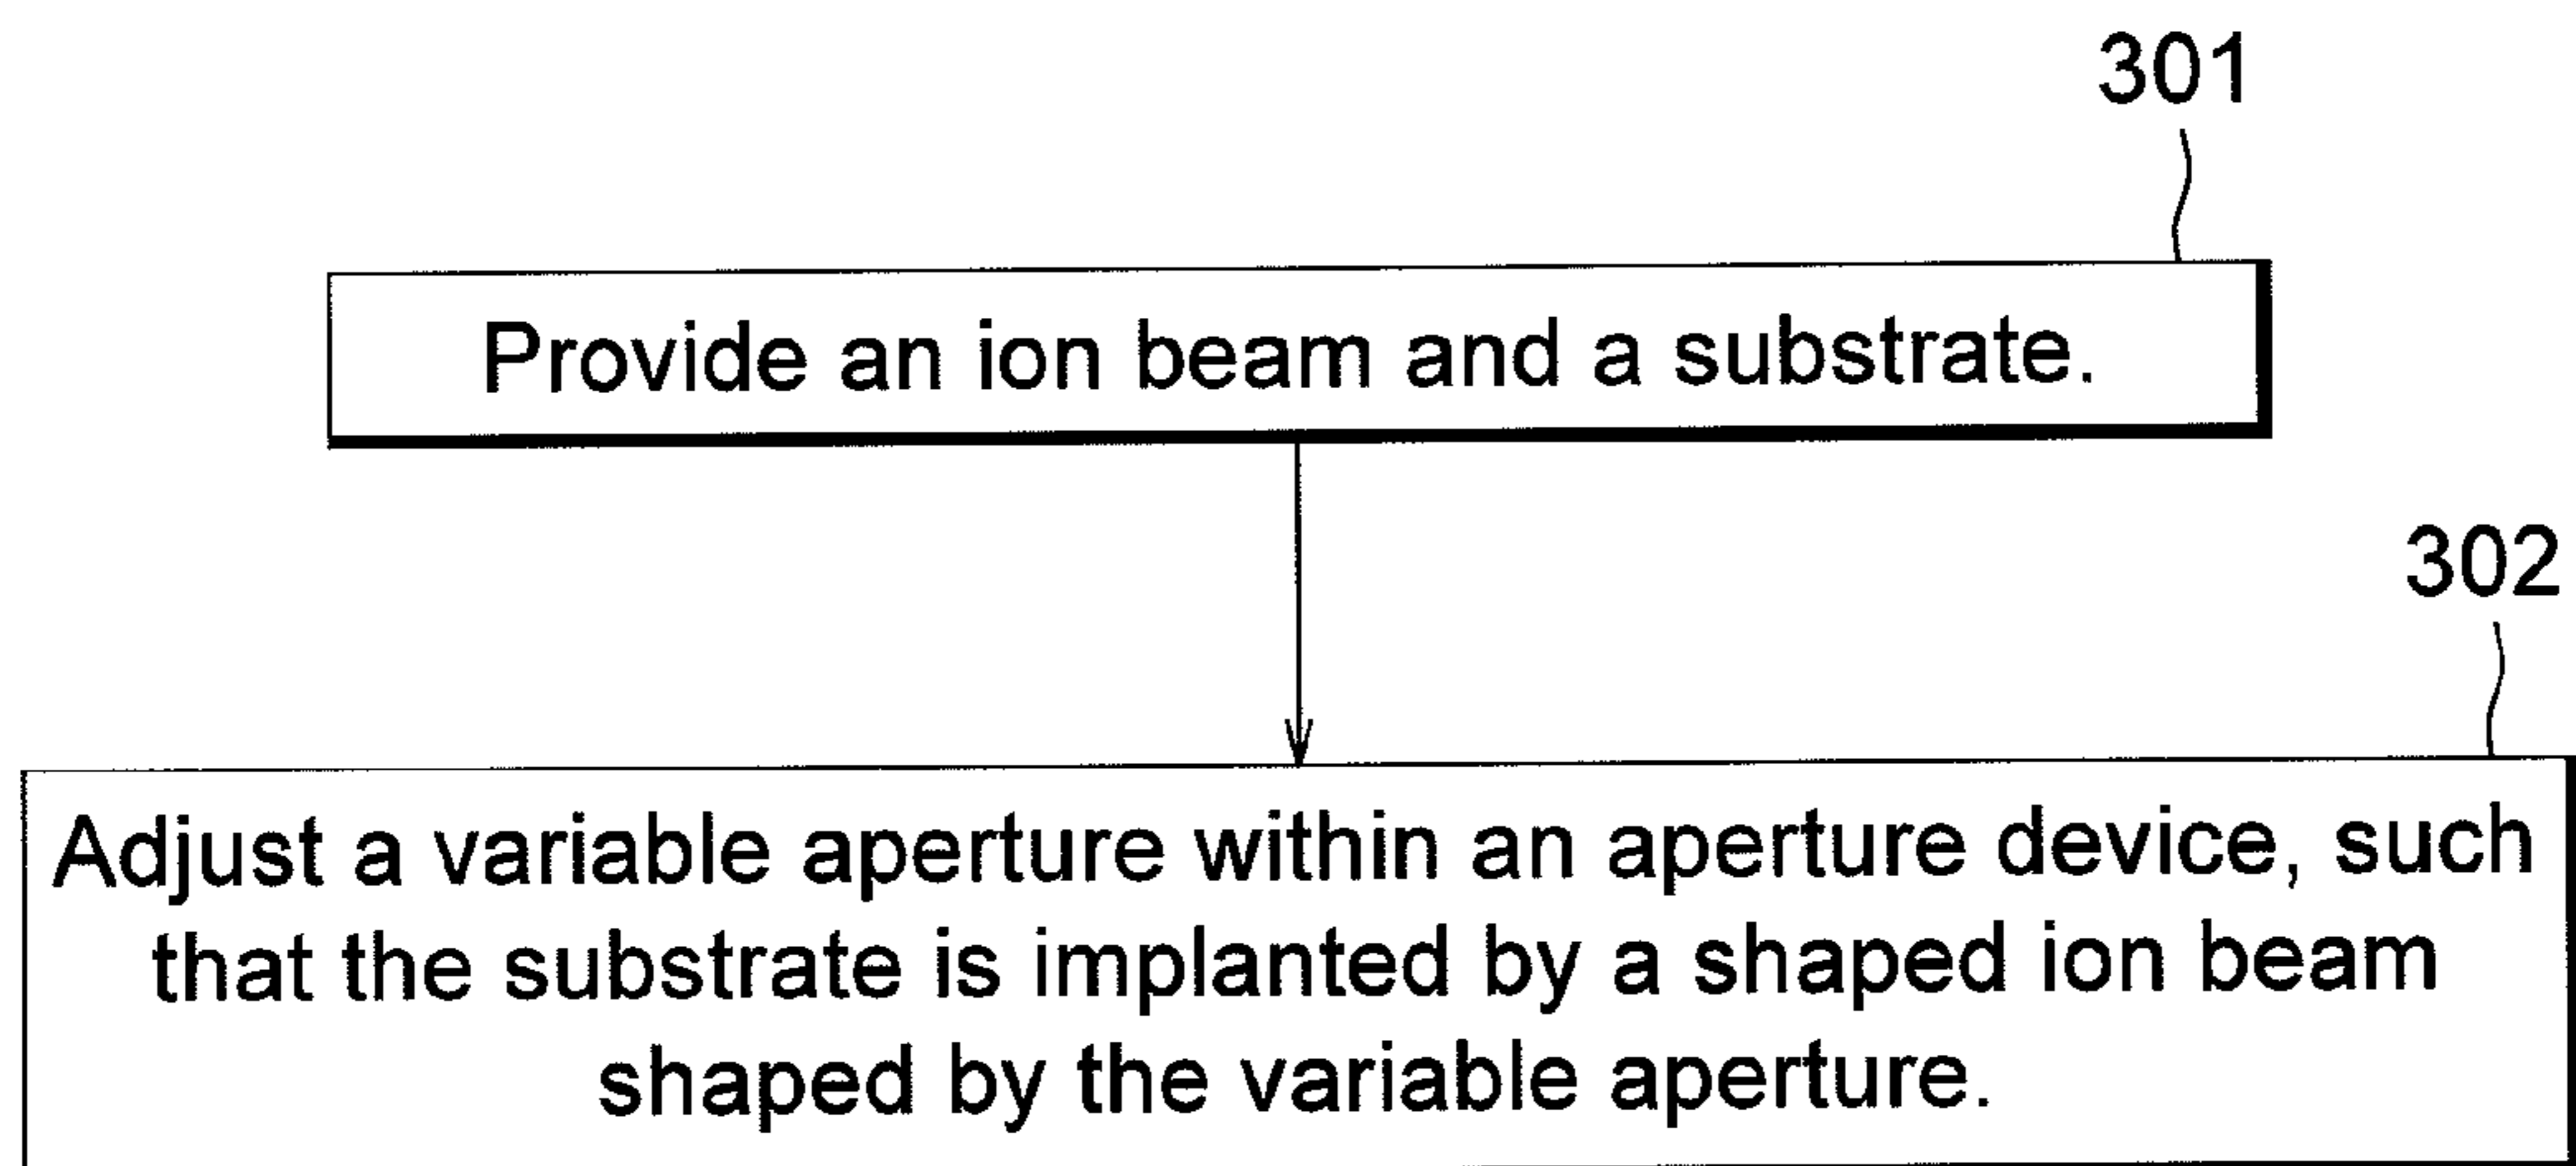 301
Provide an ion beam and a substrate.
302
Adjust a variable aperture within an aperture device, such
that the substrate is implanted by a shaped ion beam
shaped by the variable aperture.